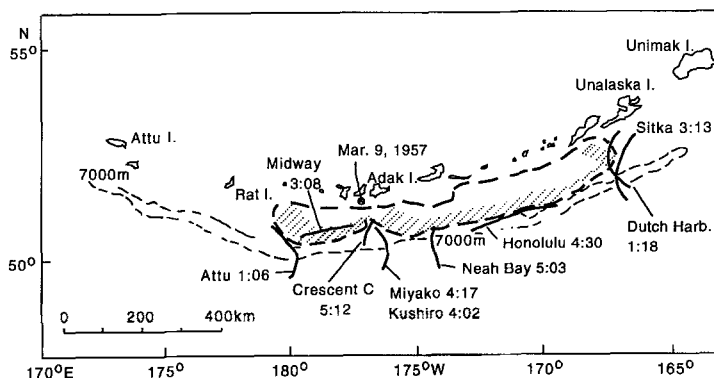 N
55°
50°
Unimak I.
Unalaska I.
Sitka 3:13
Attu I.
Mar. 9, 1957
Midway
3:08
Adak I.
7000m
Rat I.
7000m
Honolulu 4:30
Dutch Harb.
1:18
Attu 1:06
Neah Bay 5:03
Crescent C
5:12
Miyako 4:17
Kushiro 4:02
0 200 400km
170°E 175° 180° 175°W 170° 165°